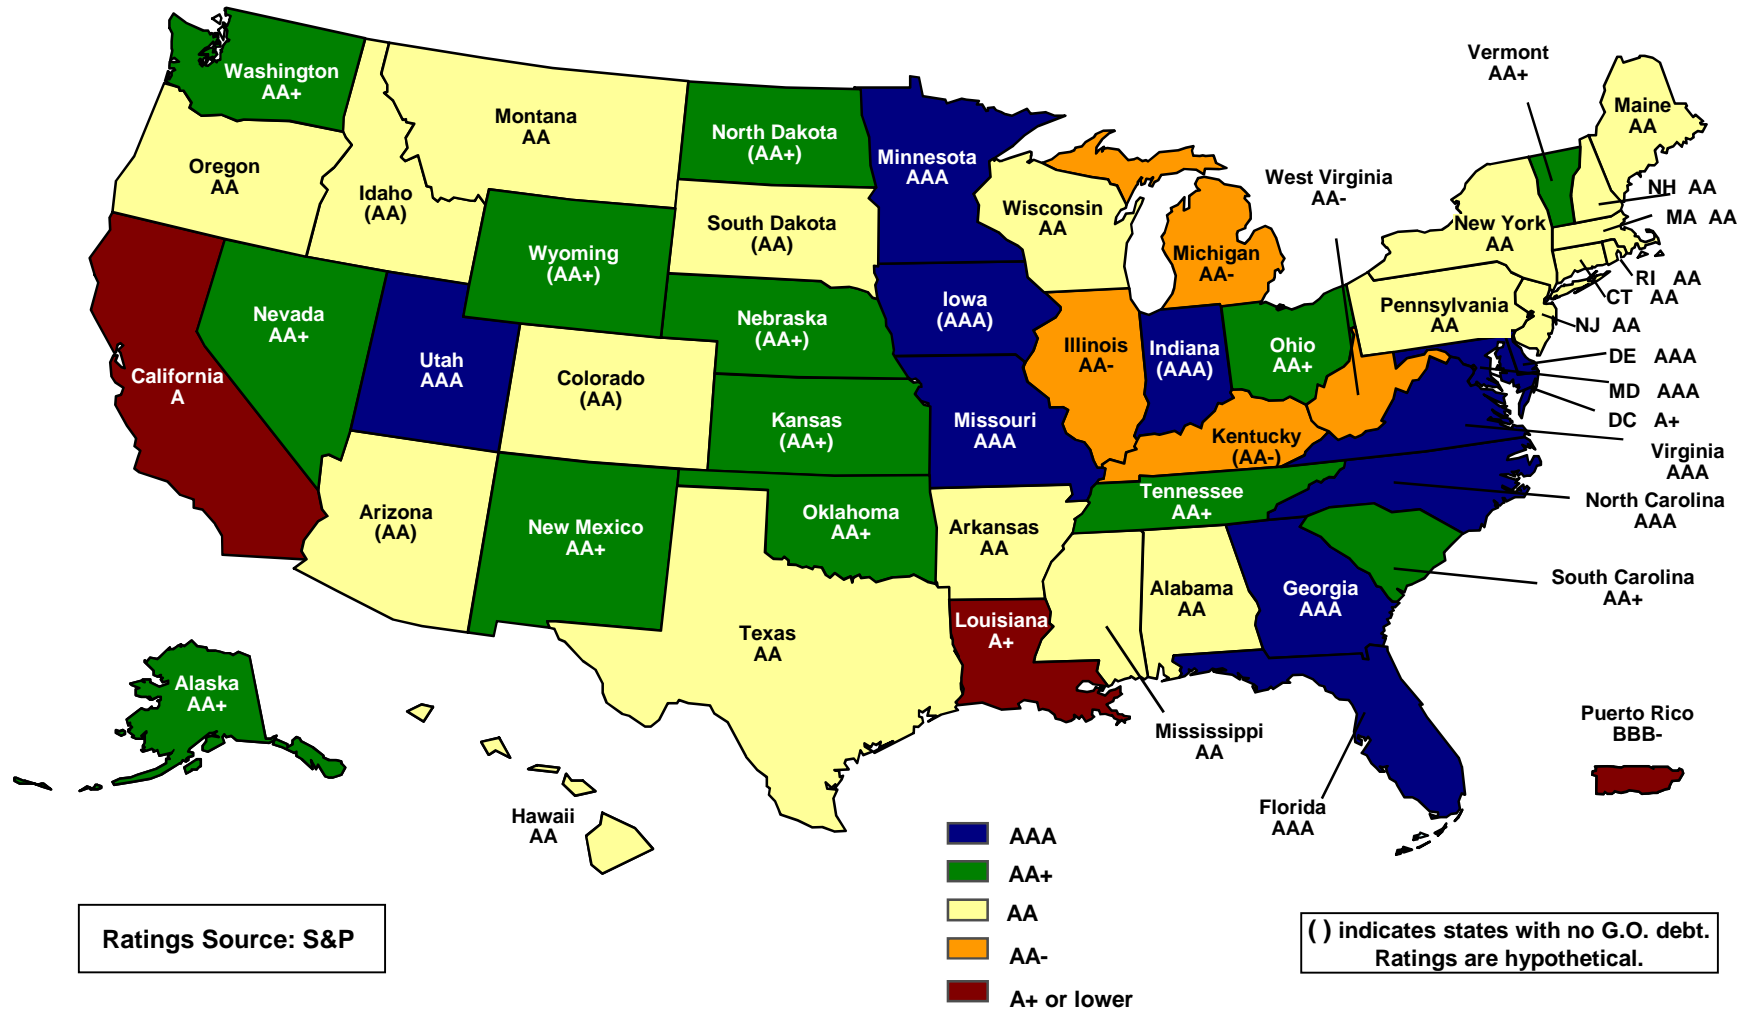 Washington
AA+
Montana
AA
North Dakota
(AA+)
Minnesota
AAA
Vermont
AA+
Maine
AA
Oregon
AA
Idaho
(AA)
Wyoming
(AA+)
South Dakota
(AA)
Wisconsin
AA
Michigan
AA-
West Virginia
AA-
New York
AA
NH AA
MA AA
RI AA
CT AA
NJ AA
DE AAA
MD AAA
DC A+
Virginia
AAA
North Carolina
AAA
South Carolina
AA+
Pennsylvania
AA
California
A
Nevada
AA+
Utah
AAA
Colorado
(AA)
Nebraska
(AA+)
Iowa
(AAA)
Illinois
AA-
Indiana
(AAA)
Ohio
AA+
Kansas
(AA+)
Missouri
AAA
Kentucky
(AA-)
Tennessee
AA+
Arizona
(AA)
New Mexico
AA+
Oklahoma
AA+
Arkansas
AA
Texas
AA
Louisiana
A+
Alabama
AA
Georgia
AAA
Mississippi
AA
Florida
AAA
Alaska
AA+
Hawaii
AA
Puerto Rico
BBB-
AAA
AA+
AA
AA-
A+ or lower
Ratings Source: S&P
( ) indicates states with no G.O. debt.
Ratings are hypothetical.